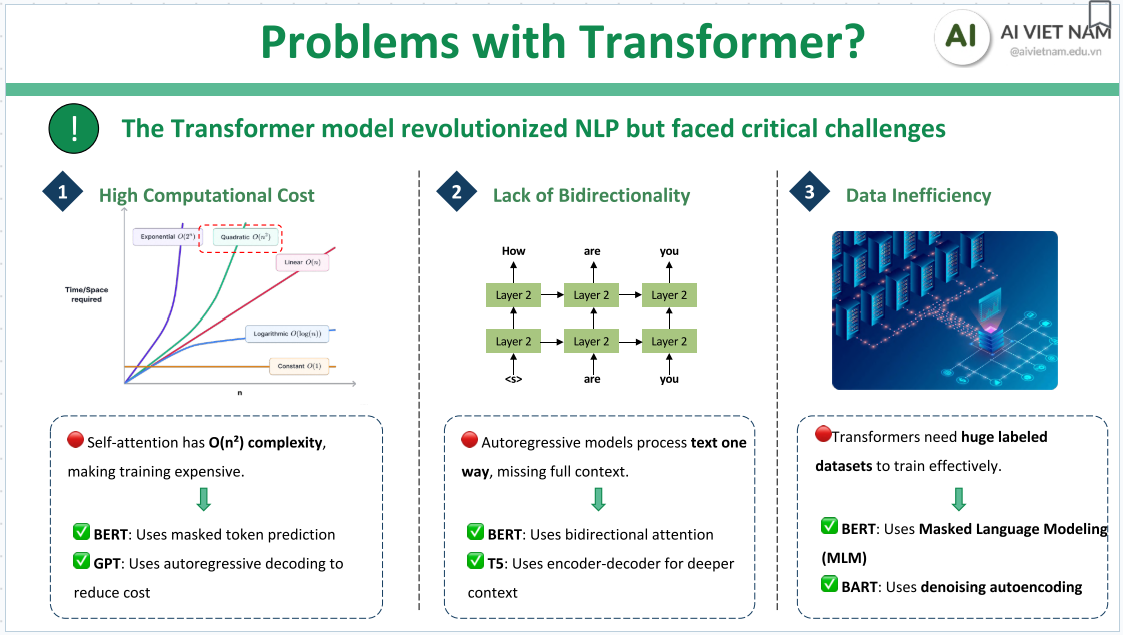 Problems with Transformer?
AI
AI VIET NAM
@aivietnam.edu.vn
!
The Transformer model revolutionized NLP but faced critical challenges
1
High Computational Cost
Exponential O(2ⁿ)
Quadratic O(n²)
Linear O(n)
Time/Space
required
Logarithmic O(log(n))
Constant O(1)
n
Self-attention has O(n²) complexity,
making training expensive.
BERT: Uses masked token prediction
GPT: Uses autoregressive decoding to
reduce cost
2
Lack of Bidirectionality
How are you
Layer 2 Layer 2 Layer 2
Layer 2 Layer 2 Layer 2
<s> are you
Autoregressive models process text one
way, missing full context.
BERT: Uses bidirectional attention
T5: Uses encoder-decoder for deeper
context
3
Data Inefficiency
Transformers need huge labeled
datasets to train effectively.
BERT: Uses Masked Language Modeling
(MLM)
BART: Uses denoising autoencoding